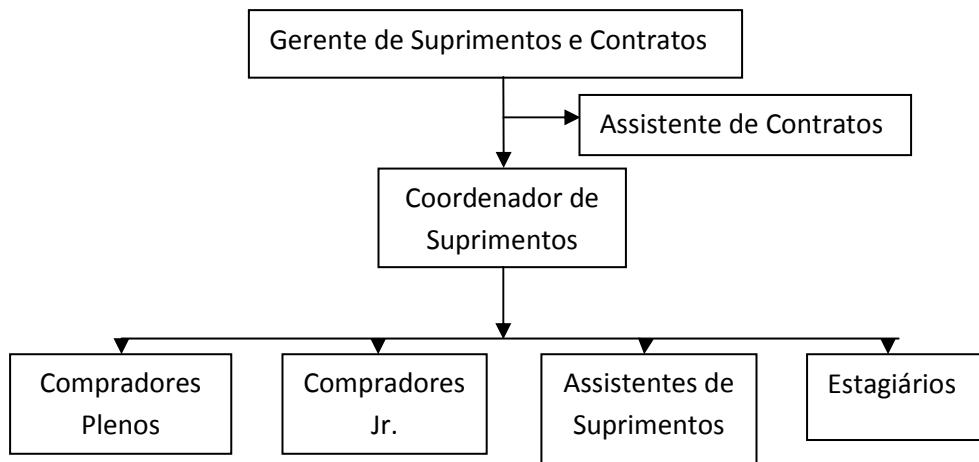 Gerente de Suprimentos e Contratos
Assistente de Contratos
Coordenador de
Suprimentos
Compradores
Plenos
Compradores
Jr.
Assistentes de
Suprimentos
Estagiários